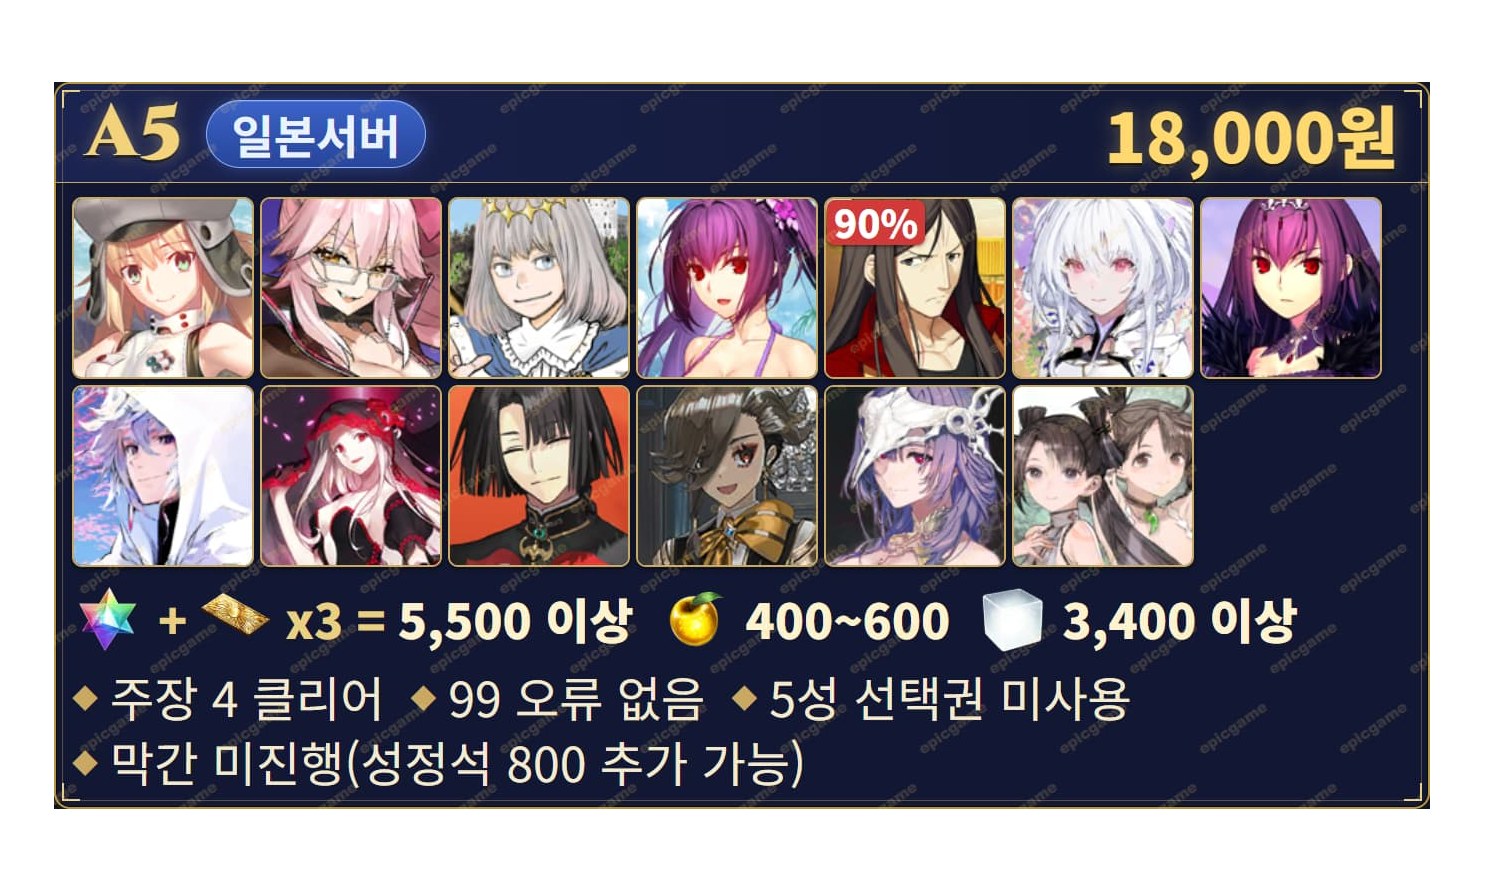 A5 일본서버 18,000원
90%
+ x3 = 5,500 이상 400~600 3,400 이상
◆ 주장 4 클리어 ◆ 99 오류 없음 ◆ 5성 선택권 미사용
◆ 막간 미진행(성정석 800 추가 가능)
epicgame